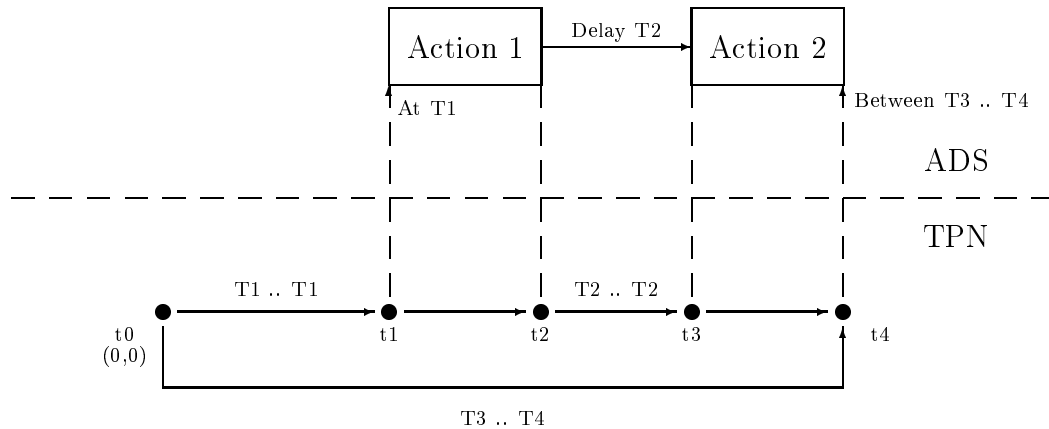 Action 1
Delay T2
Action 2
At T1
Between T3 .. T4
ADS
TPN
T1 .. T1
T2 .. T2
t0
(0,0)
t1
t2
t3
t4
T3 .. T4